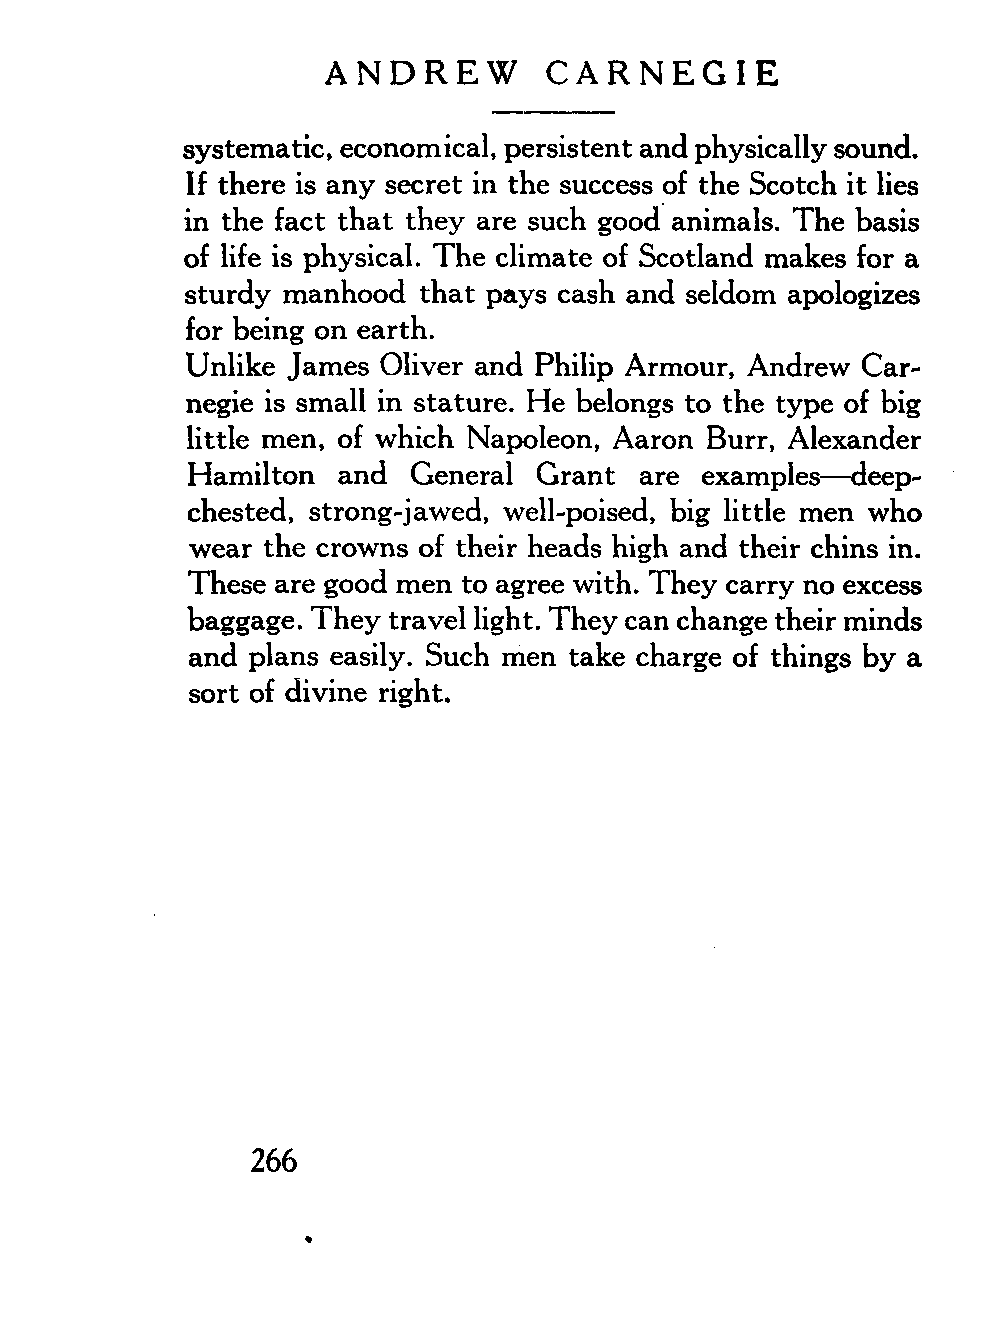 ANDREW CARNEGIE
systematic, economical, persistent and physically sound.
If there is any secret in the success of the Scotch it lies
in the fact that they are such good animals. The basis
of life is physical. The climate of Scotland makes for a
sturdy manhood that pays cash and seldom apologizes
for being on earth.
Unlike James Oliver and Philip Armour, Andrew Car-
negie is small in stature. He belongs to the type of big
little men, of which Napoleon, Aaron Burr, Alexander
Hamilton and General Grant are examples—deep-
chested, strong-jawed, well-poised, big little men who
wear the crowns of their heads high and their chins in.
These are good men to agree with. They carry no excess
baggage. They travel light. They can change their minds
and plans easily. Such men take charge of things by a
sort of divine right.
266